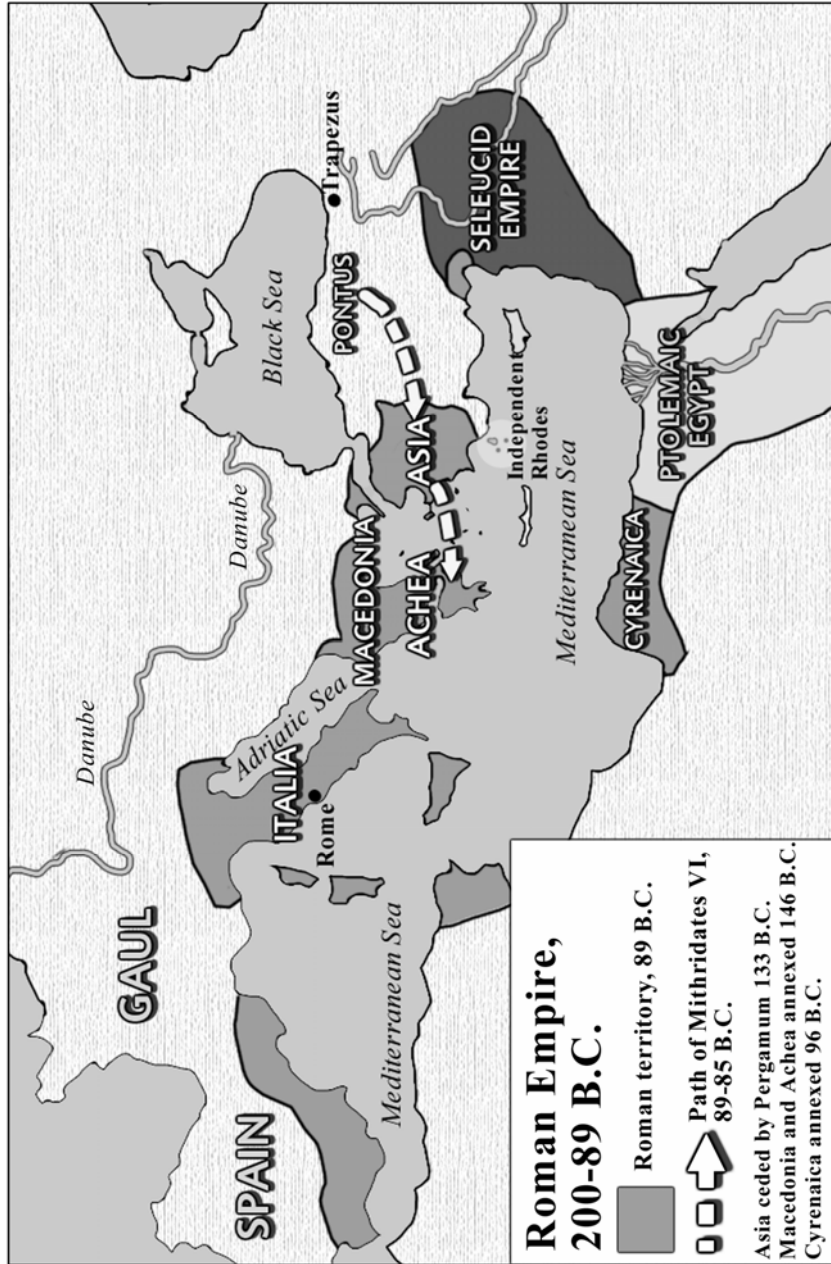 Roman Empire,
200-89 B.C.
Roman territory, 89 B.C.
Path of Mithridates VI,
89-85 B.C.
Asia ceded by Pergamum 133 B.C.
Macedonia and Achea annexed 146 B.C.
Cyrenaica annexed 96 B.C.
GAUL
SPAIN
Danube
Danube
Black Sea
Trapezus
PONTUS
Adriatic Sea
ITALIA
Rome
MACEDONIA
ACHEA
ASIA
SELEUCID
EMPIRE
Independent
Rhodes
Mediterranean Sea
Mediterranean Sea
CYRENAICA
PTOLEMAIC
EGYPT